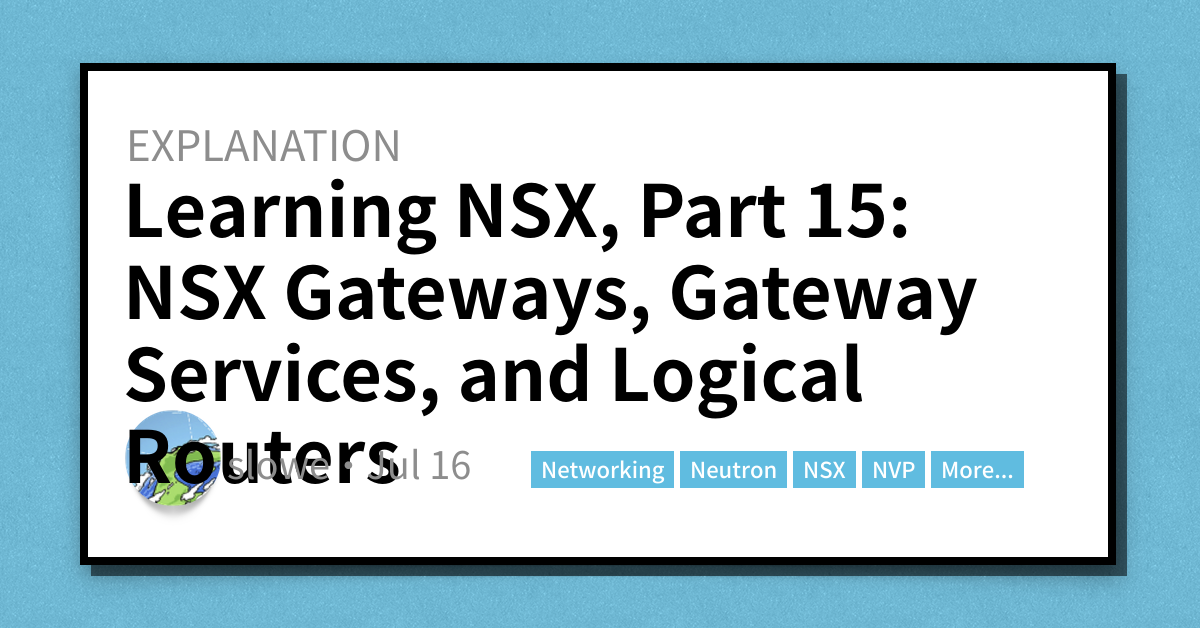 EXPLANATION
Learning NSX, Part 15:
NSX Gateways, Gateway
Services, and Logical
Routers
slowe • Jul 16
Networking Neutron NSX NVP More...